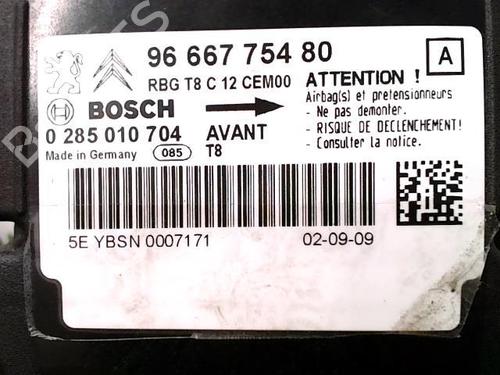 96 667 754 80
A
RBG T8 C 12 CEM00
ATTENTION !
BOSCH
Airbag(s) et pretensionneurs
- Ne pas demonter.
0 285 010 704 AVANT
- RISQUE DE DECLENCHEMENT!
Made in Germany 085 T8
- Consulter la notice.
5E YBSN 0007171 02-09-09